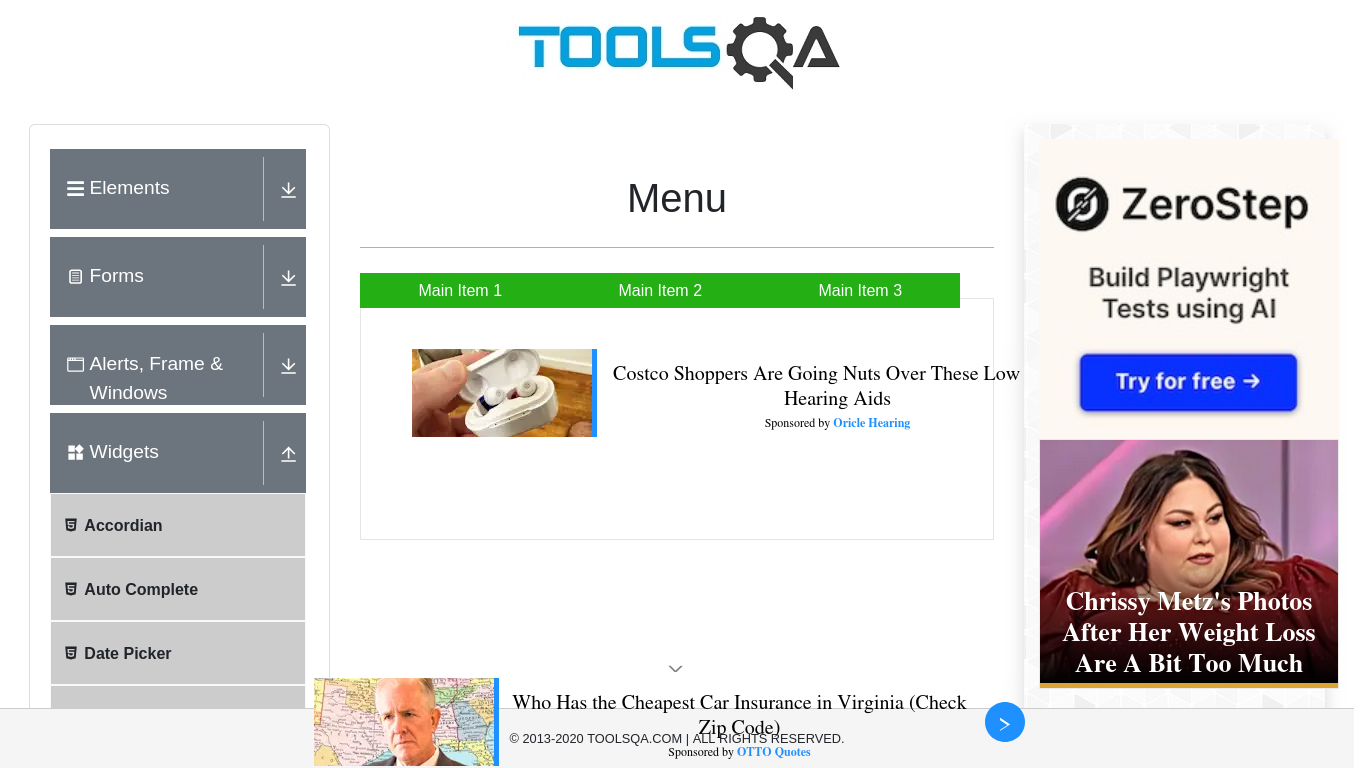 TOOLSQA
Elements
Forms
Alerts, Frame &
Windows
Widgets
Accordian
Auto Complete
Date Picker
Menu
Main Item 1
Main Item 2
Main Item 3
Costco Shoppers Are Going Nuts Over These Low
Hearing Aids
Sponsored by Oricle Hearing
ZeroStep
Build Playwright
Tests using AI
Try for free →
Chrissy Metz's Photos
After Her Weight Loss
Are A Bit Too Much
Who Has the Cheapest Car Insurance in Virginia (Check
Zip Code)
© 2013-2020 TOOLSQA.COM | ALL RIGHTS RESERVED.
Sponsored by OTTO Quotes